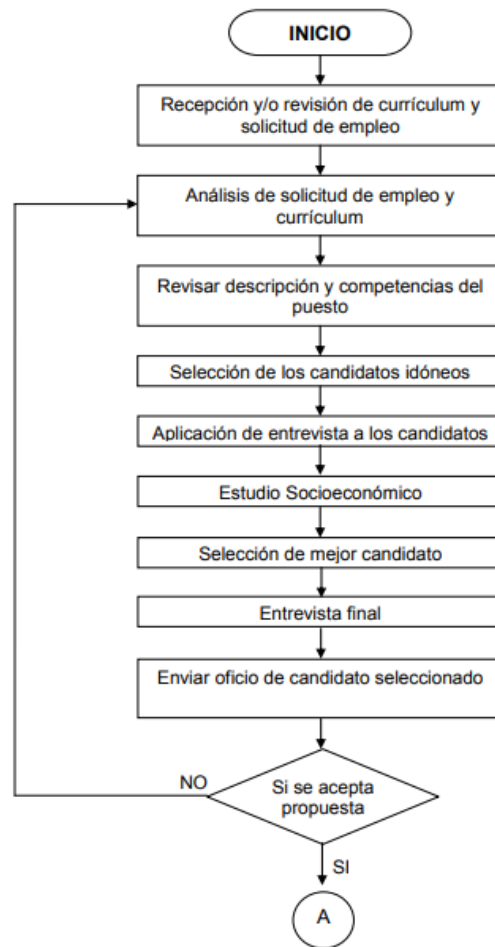 INICIO
Recepción y/o revisión de currículum y
solicitud de empleo
Análisis de solicitud de empleo y
currículum
Revisar descripción y competencias del
puesto
Selección de los candidatos idóneos
Aplicación de entrevista a los candidatos
Estudio Socioeconómico
Selección de mejor candidato
Entrevista final
Enviar oficio de candidato seleccionado
NO
Si se acepta
propuesta
SI
A